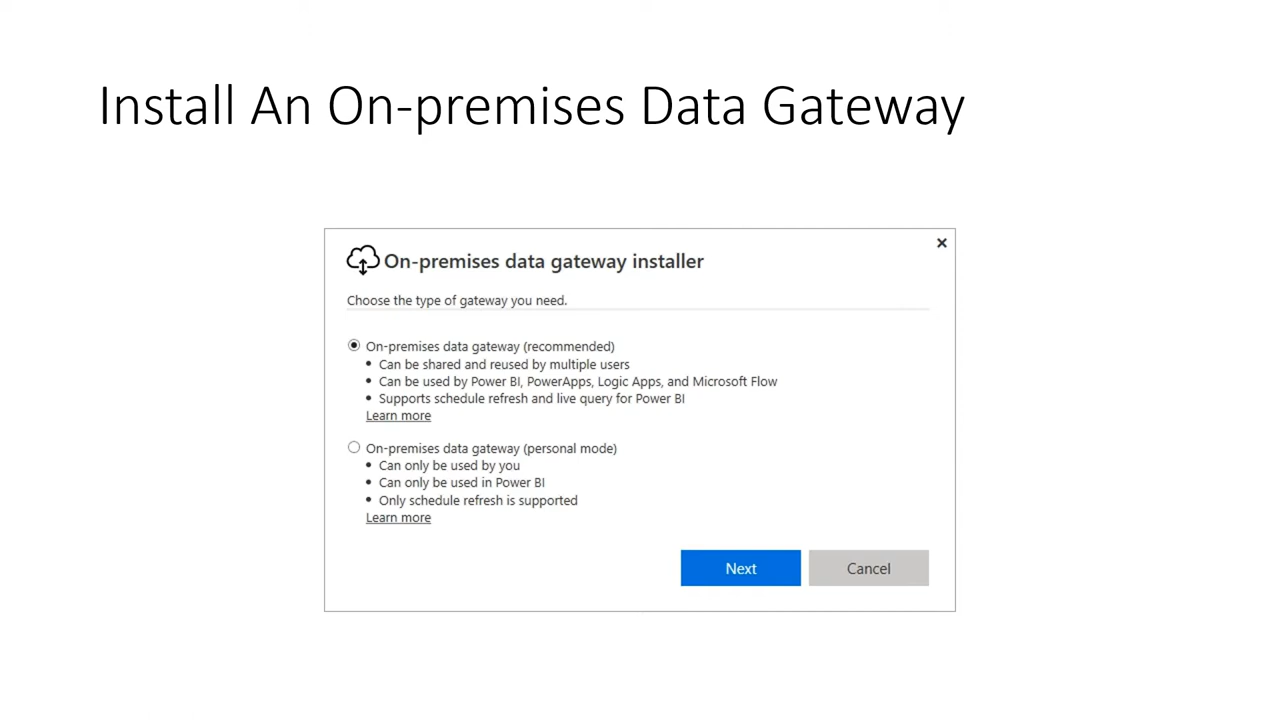 Install An On-premises Data Gateway
On-premises data gateway installer
Choose the type of gateway you need.
On-premises data gateway (recommended)
• Can be shared and reused by multiple users
• Can be used by Power BI, PowerApps, Logic Apps, and Microsoft Flow
• Supports schedule refresh and live query for Power BI
Learn more
On-premises data gateway (personal mode)
• Can only be used by you
• Can only be used in Power BI
• Only schedule refresh is supported
Learn more
Next Cancel